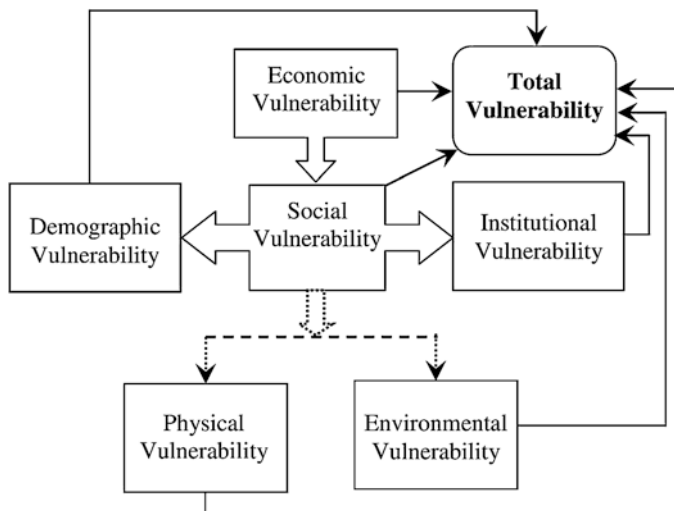 Economic
Vulnerability
Total
Vulnerability
Demographic
Vulnerability
Social
Vulnerability
Institutional
Vulnerability
Physical
Vulnerability
Environmental
Vulnerability